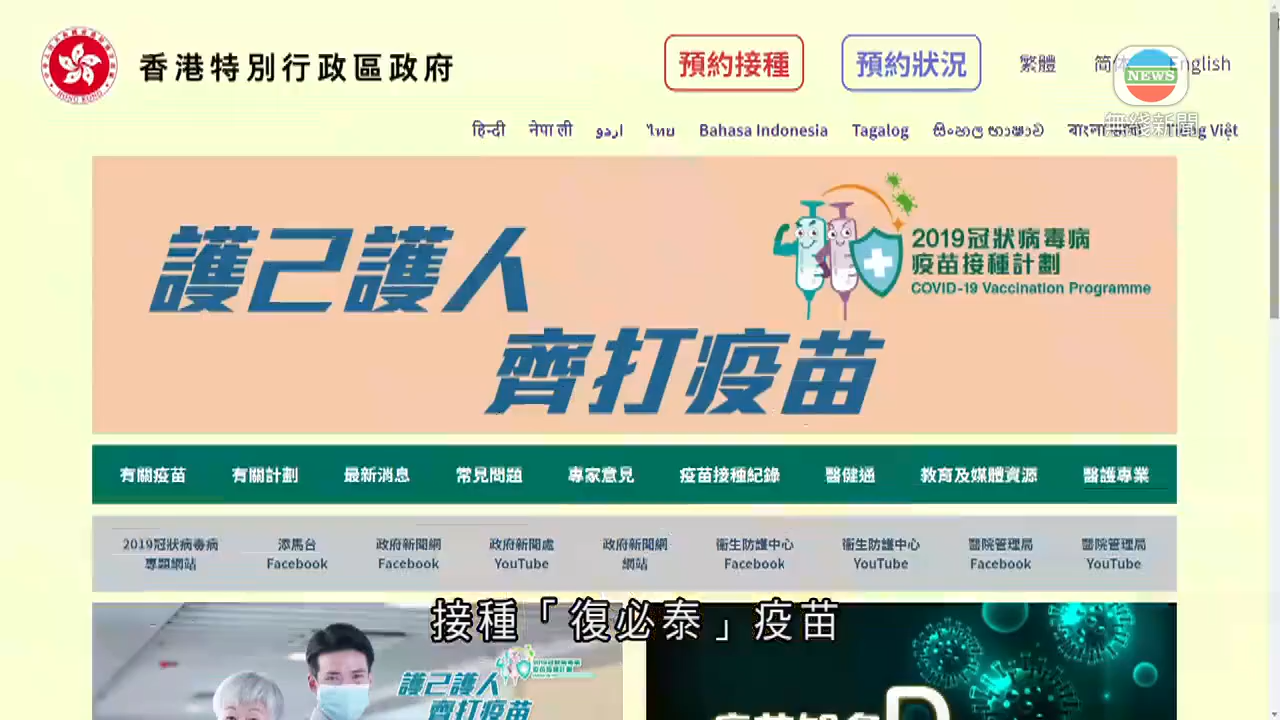 香港特別行政區政府
預約接種
預約狀況
繁體
简体
English
NEWS
無綫新聞
HONG KONG
हिन्दी
नेपाली
اردو
ไทย
Bahasa Indonesia
Tagalog
සිංහල භාෂාව
Tiếng Việt
護己護人
齊打疫苗
2019冠狀病毒病
疫苗接種計劃
COVID-19 Vaccination Programme
有關疫苗
有關計劃
最新消息
常見問題
專家意見
疫苗接種紀錄
醫健通
教育及媒體資源
醫護專業
2019冠狀病毒病
專題網站
添馬台
Facebook
政府新聞網
Facebook
政府新聞處
YouTube
政府新聞網
網站
衞生防護中心
Facebook
衞生防護中心
YouTube
醫院管理局
Facebook
醫院管理局
YouTube
接種「復必泰」疫苗
護己護人
齊打疫苗